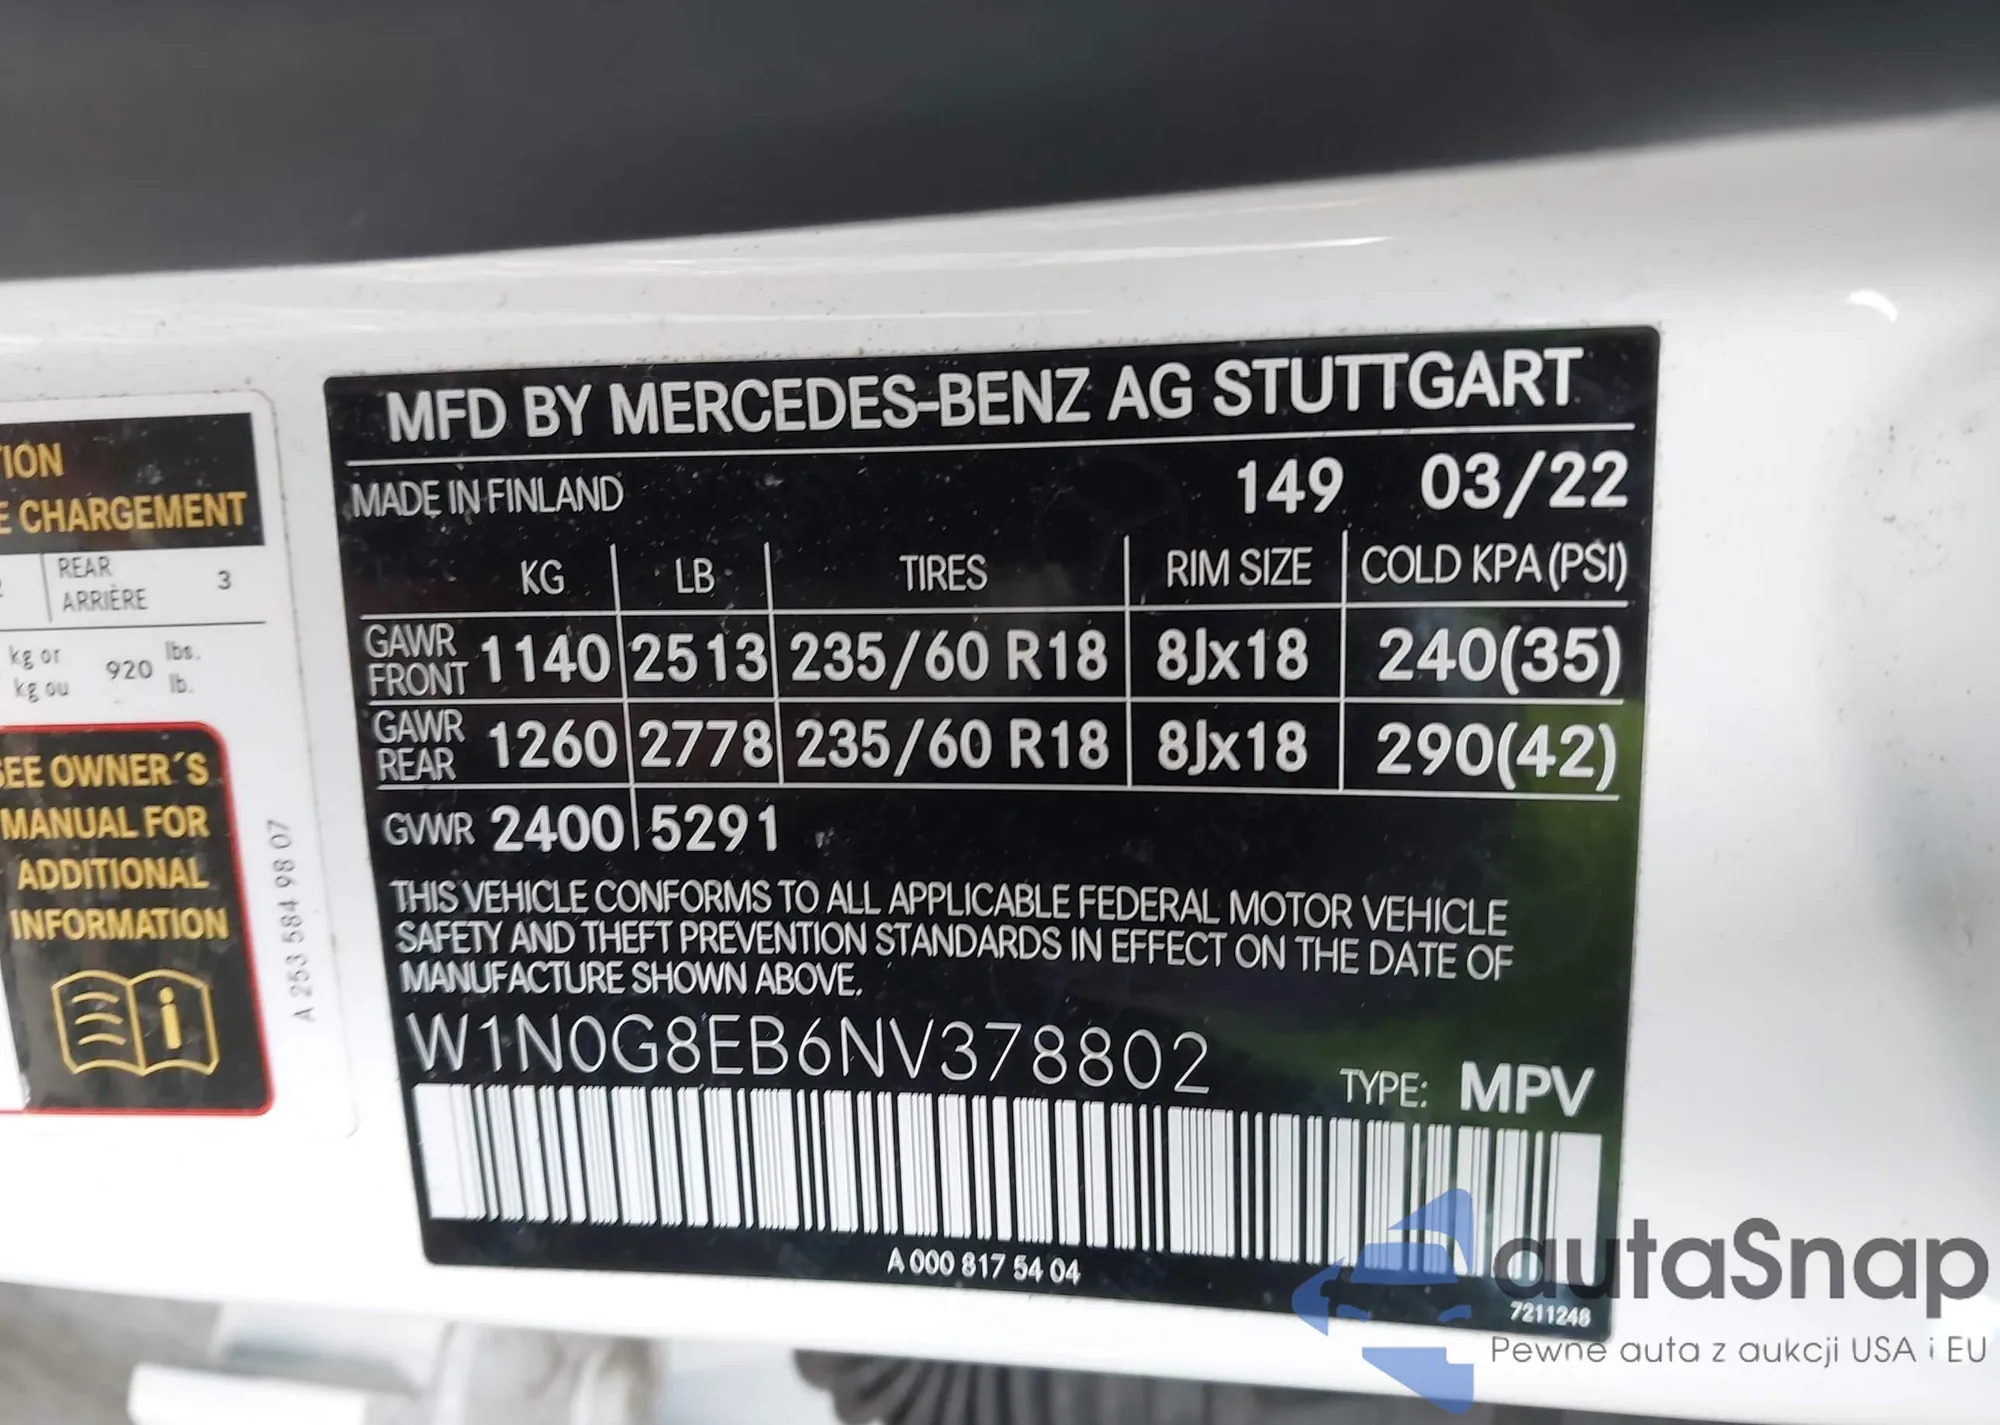 TION
E CHARGEMENT
REAR
ARRIÈRE 3
kg or 920 lbs.
kg ou lb.
SEE OWNER´S
MANUAL FOR
ADDITIONAL
INFORMATION
A 253 584 98 07
MFD BY MERCEDES-BENZ AG STUTTGART
MADE IN FINLAND 149 03/22
KG LB TIRES RIM SIZE COLD KPA (PSI)
GAWR FRONT 1140 2513 235/60 R18 8Jx18 240(35)
GAWR REAR 1260 2778 235/60 R18 8Jx18 290(42)
GVWR 2400 5291
THIS VEHICLE CONFORMS TO ALL APPLICABLE FEDERAL MOTOR VEHICLE
SAFETY AND THEFT PREVENTION STANDARDS IN EFFECT ON THE DATE OF
MANUFACTURE SHOWN ABOVE.
W1N0G8EB6NV378802
TYPE: MPV
A 000 817 54 04
7211248
autaSnap
Pewne auta z aukcji USA i EU